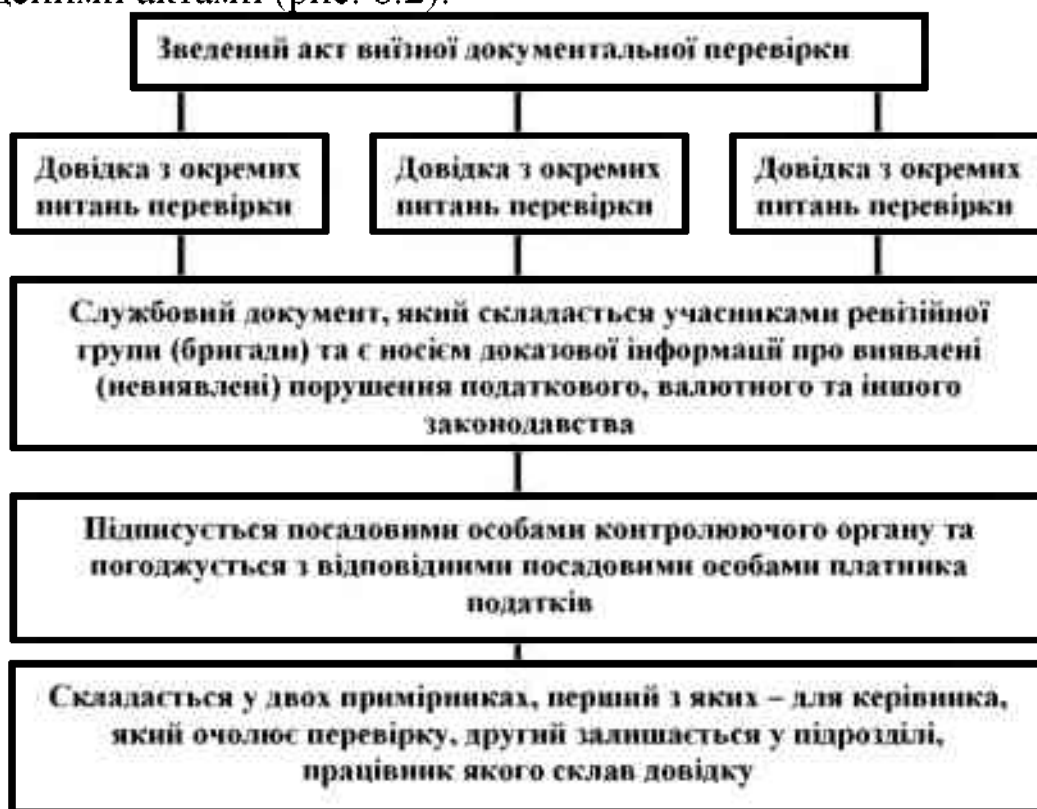 деними актами (рис.
Зведений акт виїзної документальної перевірки
Довідка з окремих
питань перевірки
Довідка з окремих
питань перевірки
Довідка з окремих
питань перевірки
Службовий документ, який складається учасниками ревізійної
групи (бригади) та є носієм доказової інформації про виявлені
(невиявлені) порушення податкового, валютного та іншого
законодавства
Підписується посадовими особами контролюючого органу та
погоджується з відповідними посадовими особами платника
податків
Складається у двох примірниках, перший з яких – для керівника,
який очолює перевірку, другий залишається у підрозділі,
працівник якого склав довідку